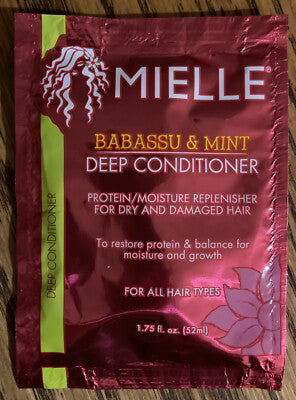 MIELLE®
BABASSU & MINT
DEEP CONDITIONER
PROTEIN/MOISTURE REPLENISHER
FOR DRY AND DAMAGED HAIR
To restore protein & balance for
moisture and growth
FOR ALL HAIR TYPES
1.75 fl. oz. (52ml)
DEEP CONDITIONER